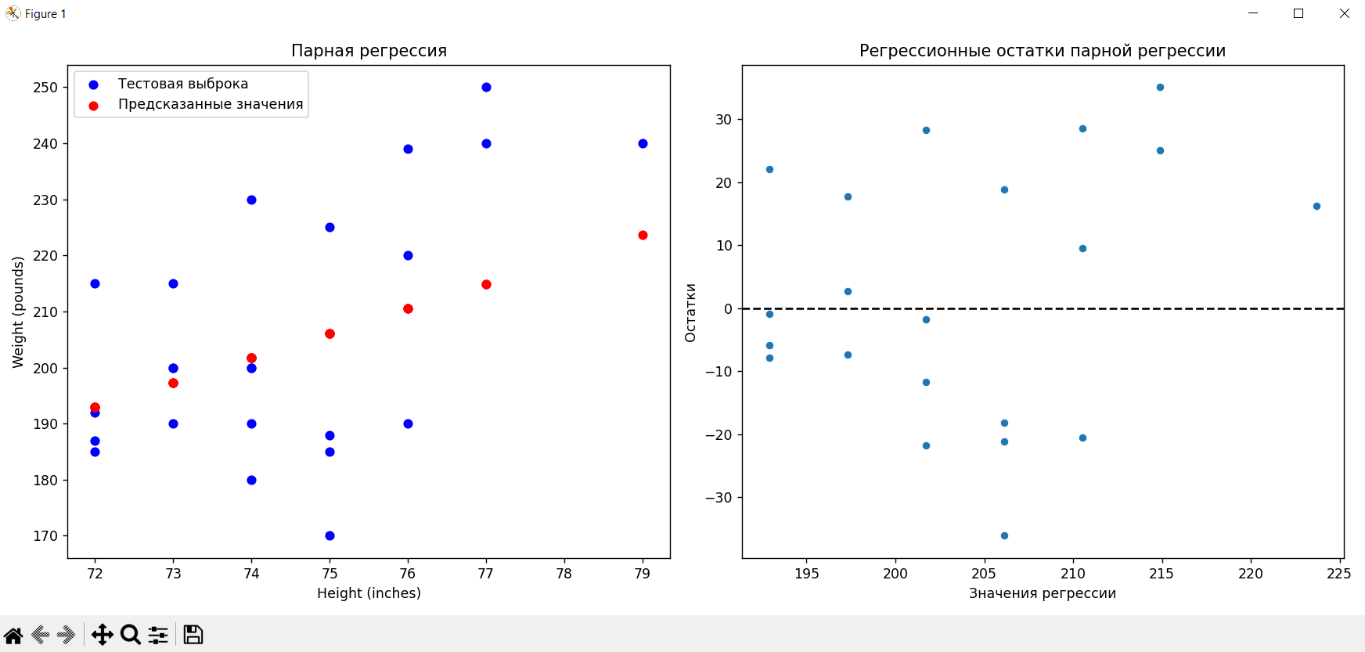 Figure 1
Парная регрессия
Тестовая выброка
Предсказанные значения
250
240
230
220
210
200
190
180
170
Weight (pounds)
72 73 74 75 76 77 78 79
Height (inches)
Регрессионные остатки парной регрессии
30
20
10
0
−10
−20
−30
Остатки
195 200 205 210 215 220 225
Значения регрессии